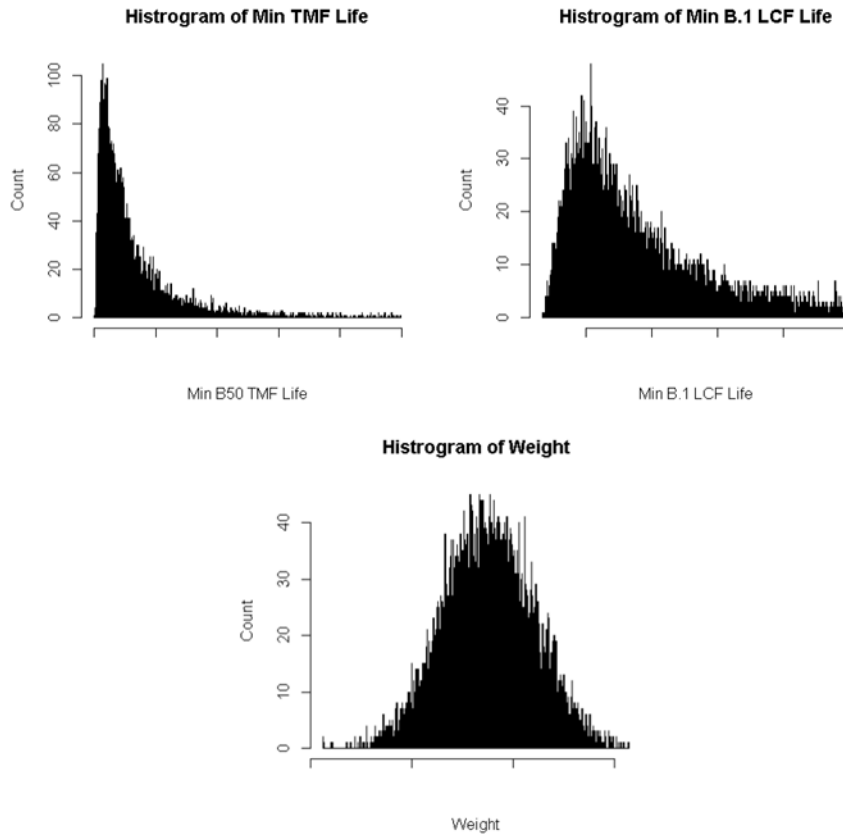 Histrogram of Min TMF Life
Count
0
20
40
60
80
100
Min B50 TMF Life
Histrogram of Min B.1 LCF Life
Count
0
10
20
30
40
Min B.1 LCF Life
Histrogram of Weight
Count
0
10
20
30
40
Weight